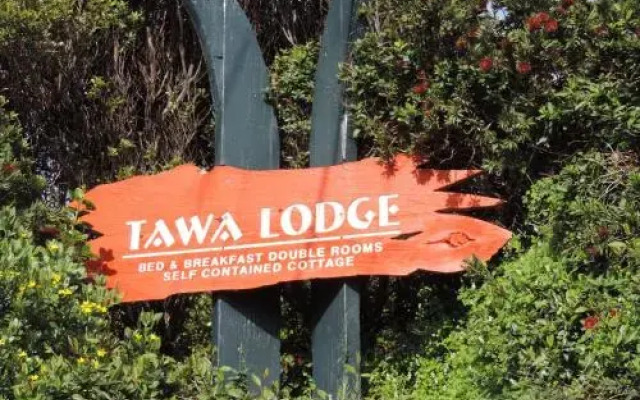 TAWA LODGE
BED & BREAKFAST DOUBLE ROOMS
SELF CONTAINED COTTAGE